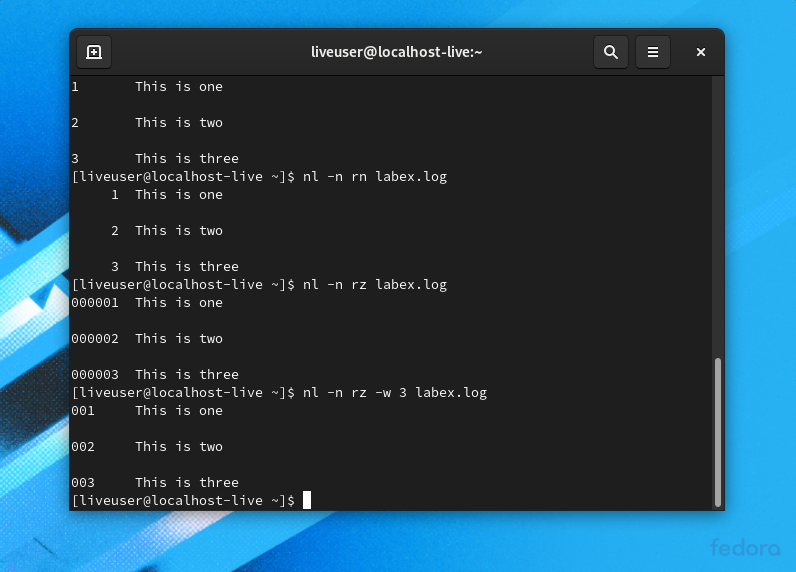 liveuser@localhost-live:~
1       This is one
2       This is two
3       This is three
[liveuser@localhost-live ~]$ nl -n rn labex.log
     1  This is one
     2  This is two
     3  This is three
[liveuser@localhost-live ~]$ nl -n rz labex.log
000001  This is one
000002  This is two
000003  This is three
[liveuser@localhost-live ~]$ nl -n rz -w 3 labex.log
001     This is one
002     This is two
003     This is three
[liveuser@localhost-live ~]$
fedora